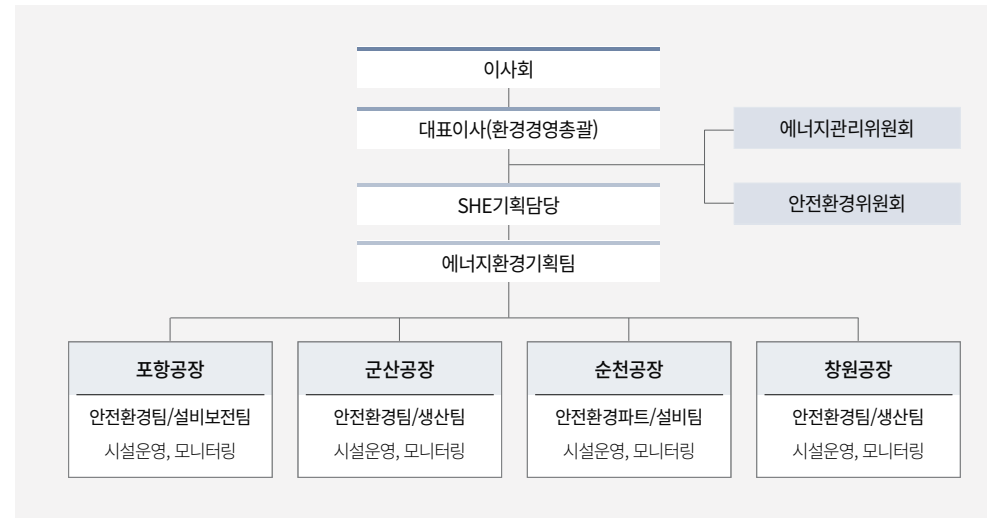 이사회
대표이사(환경경영총괄)
에너지관리위원회
안전환경위원회
SHE기획담당
에너지환경기획팀
포항공장
안전환경팀/설비보전팀
시설운영, 모니터링
군산공장
안전환경팀/생산팀
시설운영, 모니터링
순천공장
안전환경파트/설비팀
시설운영, 모니터링
창원공장
안전환경팀/생산팀
시설운영, 모니터링